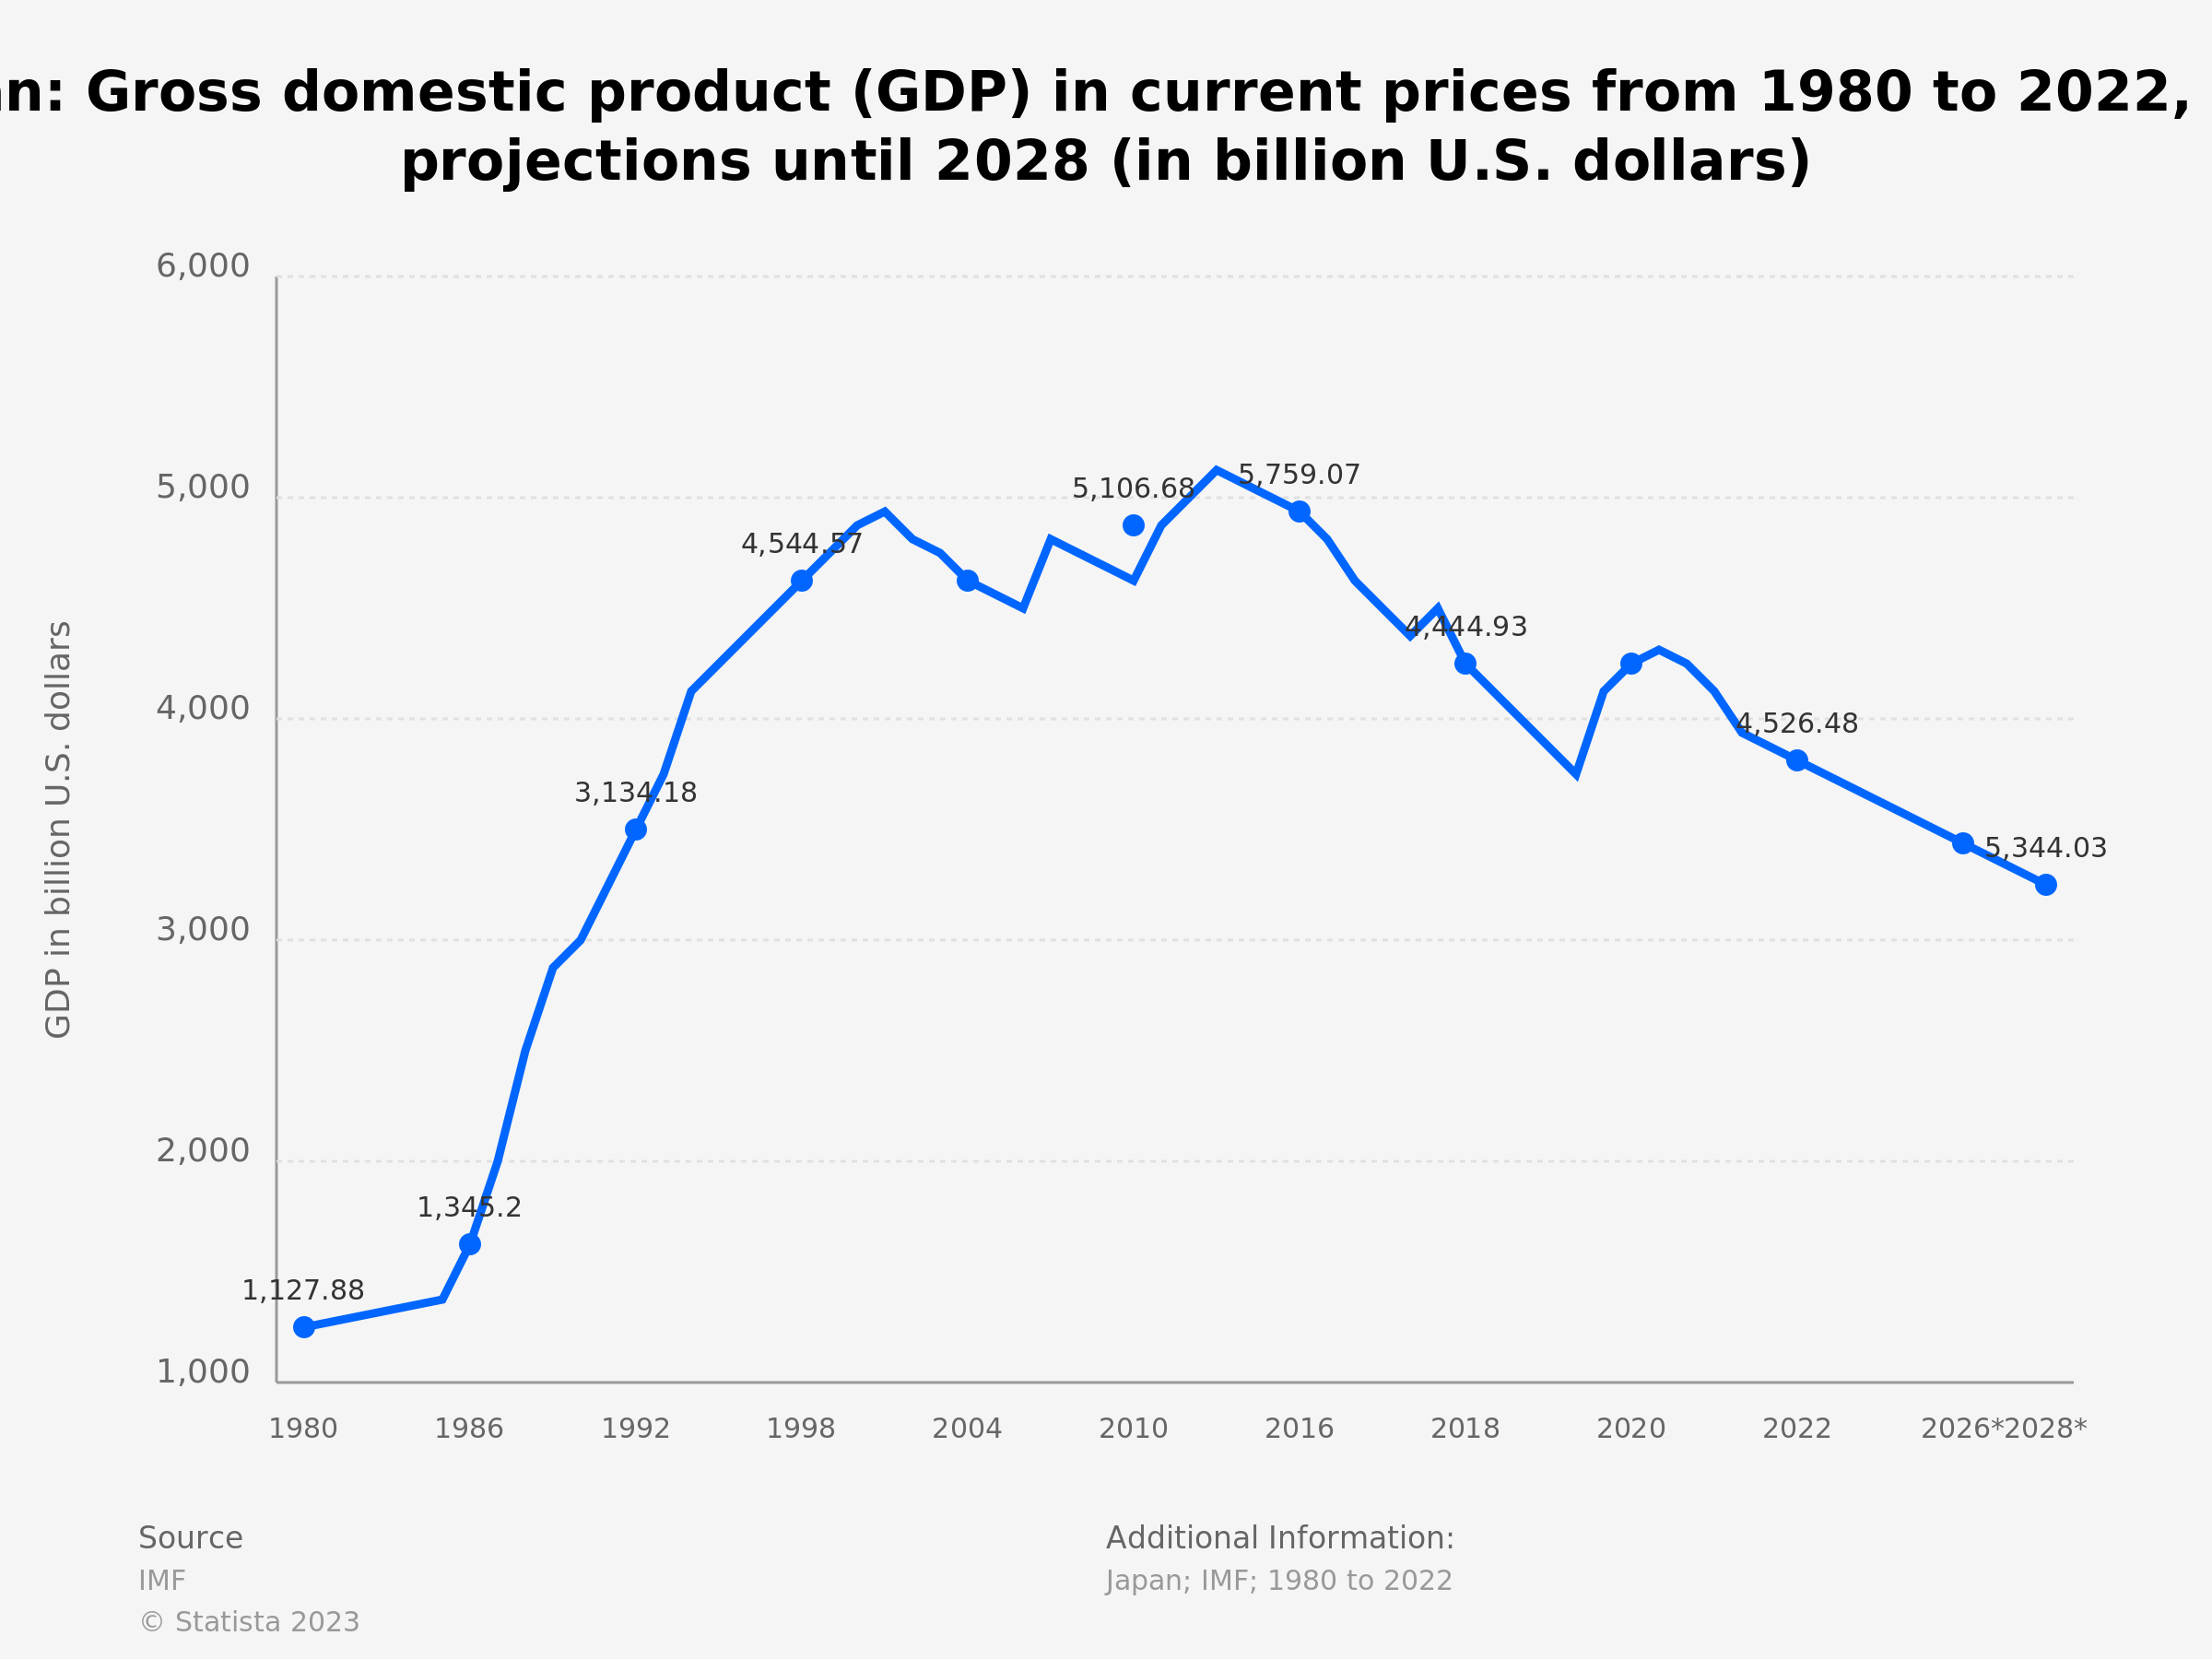 n: Gross domestic product (GDP) in current prices from 1980 to 2022,
projections until 2028 (in billion U.S. dollars)
GDP in billion U.S. dollars
6,000
5,000
4,000
3,000
2,000
1,000
1,127.88
1,345.2
3,134.18
4,544.57
5,106.68
5,759.07
4,444.93
4,526.48
5,344.03
1980 1986 1992 1998 2004 2010 2016 2018 2020 2022 2026* 2028*
Source
IMF
© Statista 2023
Additional Information:
Japan; IMF; 1980 to 2022